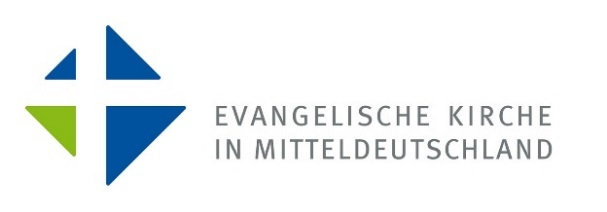 EVANGELISCHE KIRCHE
IN MITTELDEUTSCHLAND